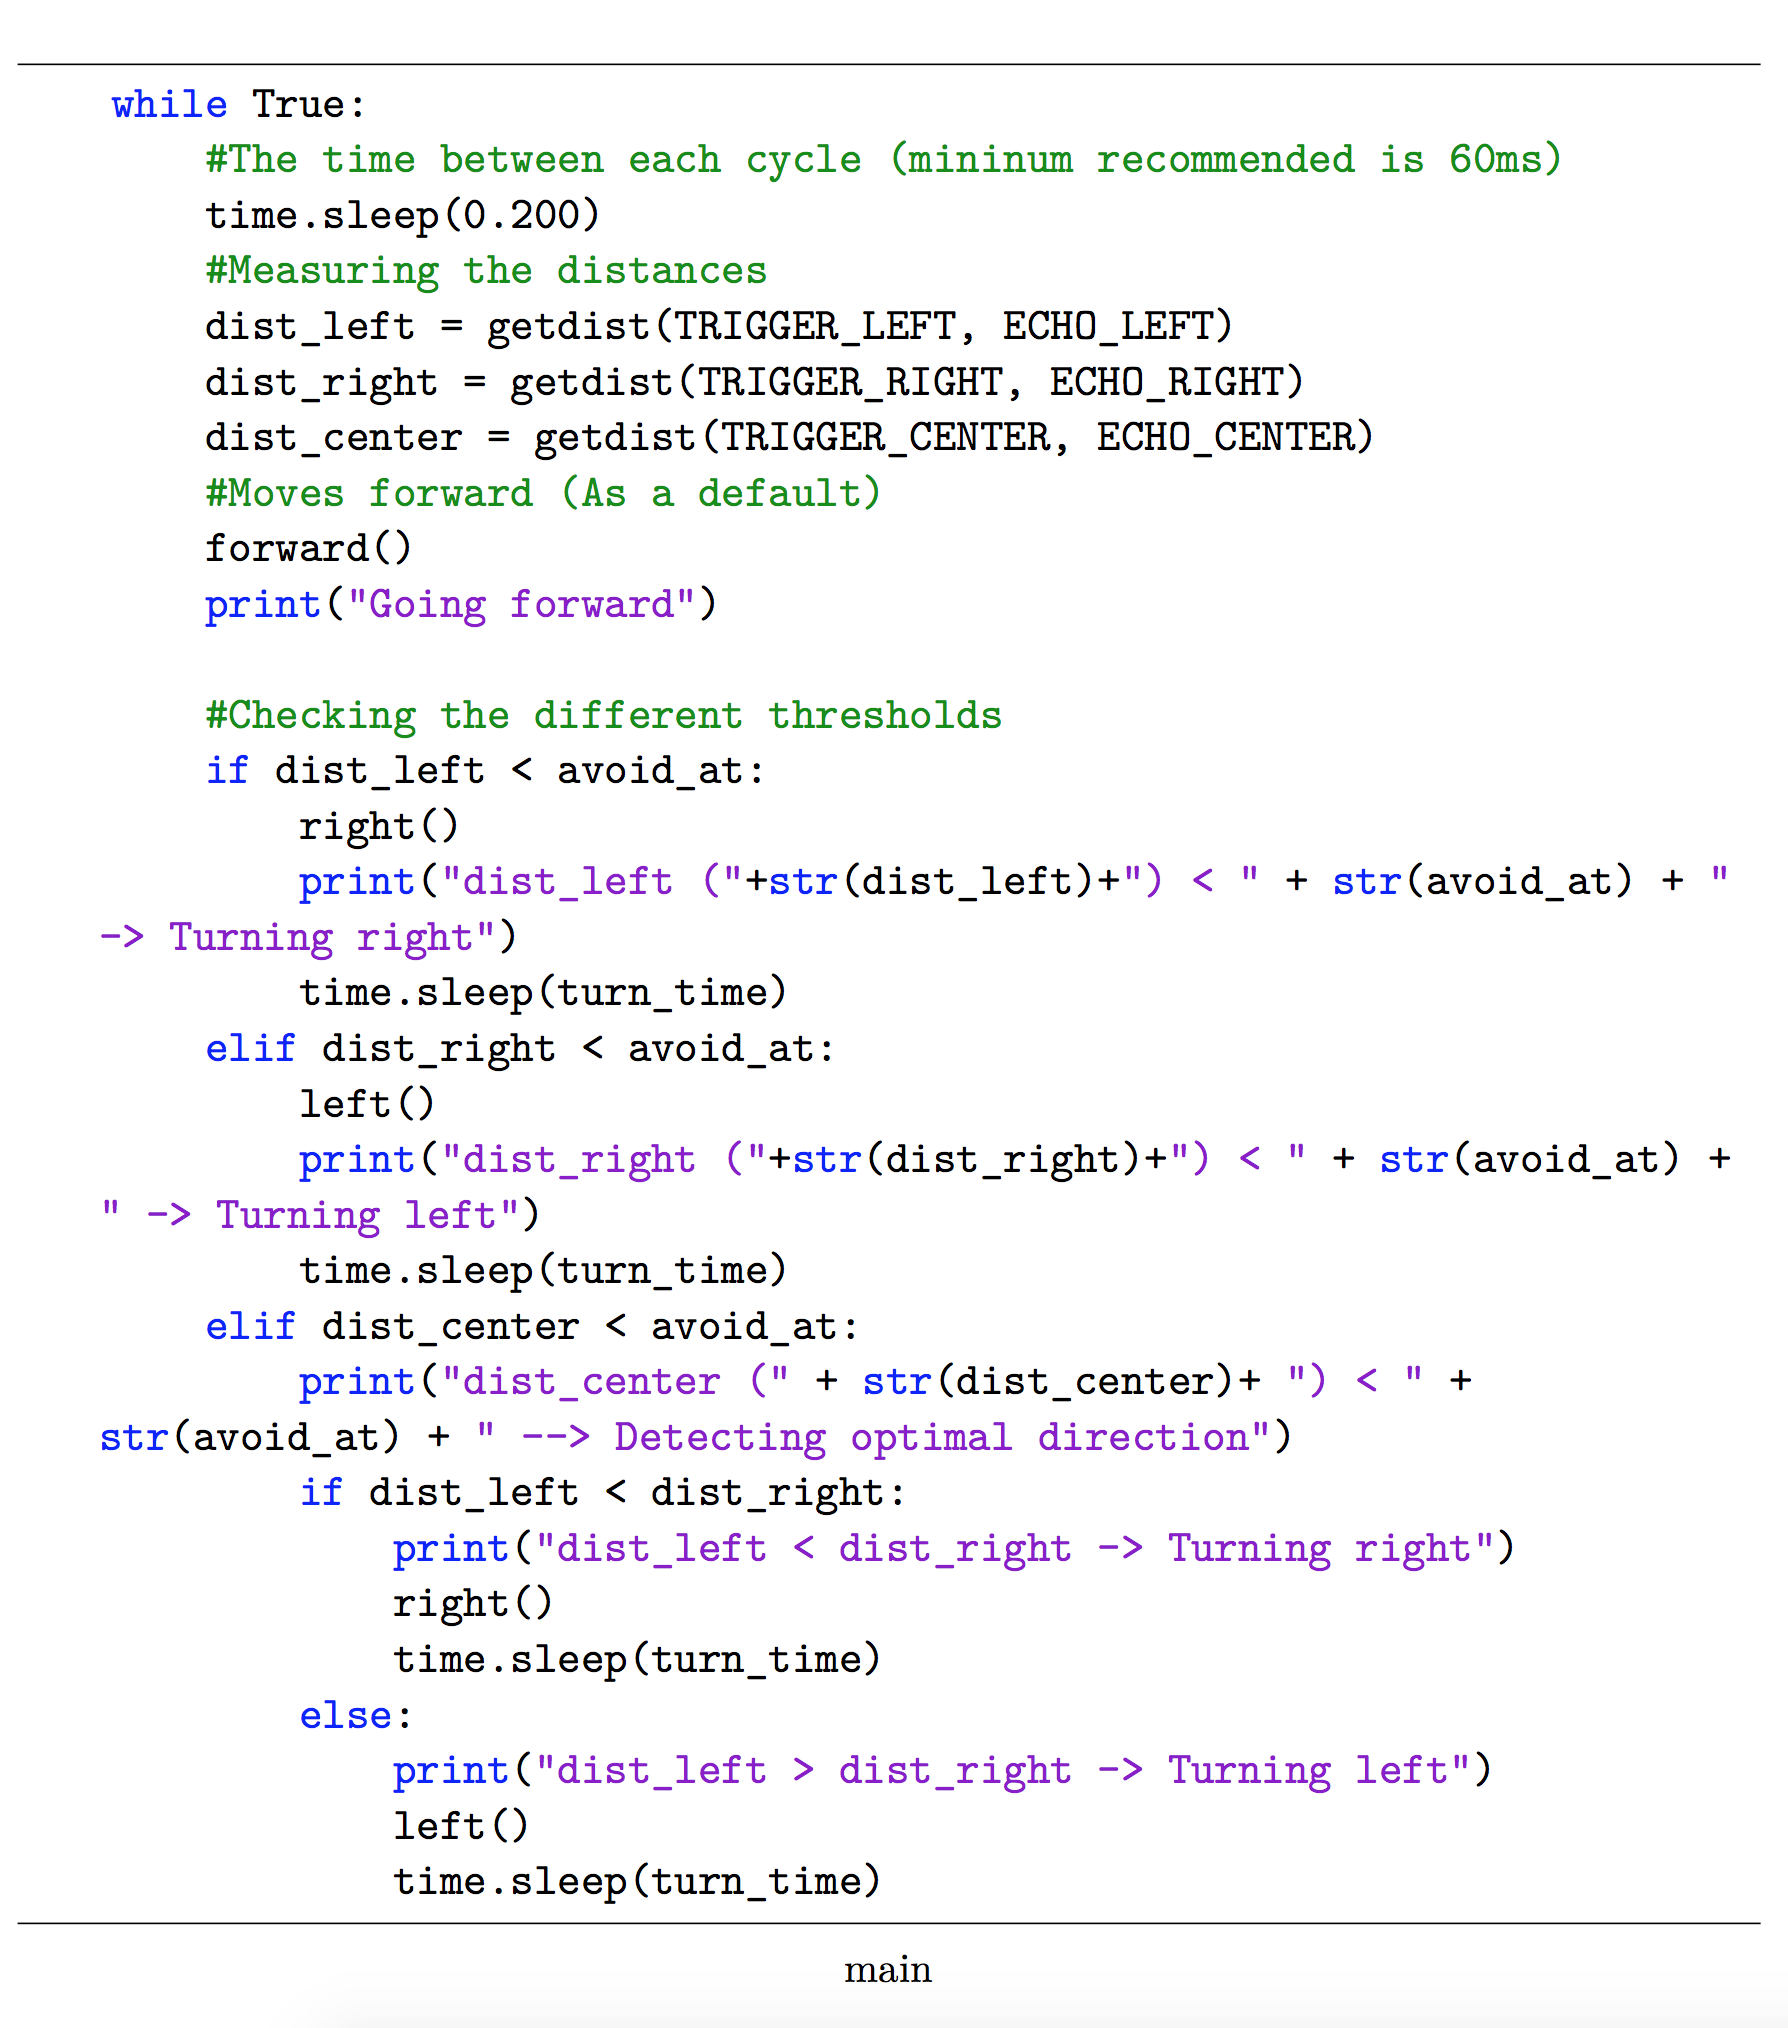 while True:
    #The time between each cycle (mininum recommended is 60ms)
    time.sleep(0.200)
    #Measuring the distances
    dist_left = getdist(TRIGGER_LEFT, ECHO_LEFT)
    dist_right = getdist(TRIGGER_RIGHT, ECHO_RIGHT)
    dist_center = getdist(TRIGGER_CENTER, ECHO_CENTER)
    #Moves forward (As a default)
    forward()
    print("Going forward")

    #Checking the different thresholds
    if dist_left < avoid_at:
        right()
        print("dist_left ("+str(dist_left)+") < " + str(avoid_at) + "
-> Turning right")
        time.sleep(turn_time)
    elif dist_right < avoid_at:
        left()
        print("dist_right ("+str(dist_right)+") < " + str(avoid_at) +
" -> Turning left")
        time.sleep(turn_time)
    elif dist_center < avoid_at:
        print("dist_center (" + str(dist_center)+ ") < " +
str(avoid_at) + " --> Detecting optimal direction")
        if dist_left < dist_right:
            print("dist_left < dist_right -> Turning right")
            right()
            time.sleep(turn_time)
        else:
            print("dist_left > dist_right -> Turning left")
            left()
            time.sleep(turn_time)
main